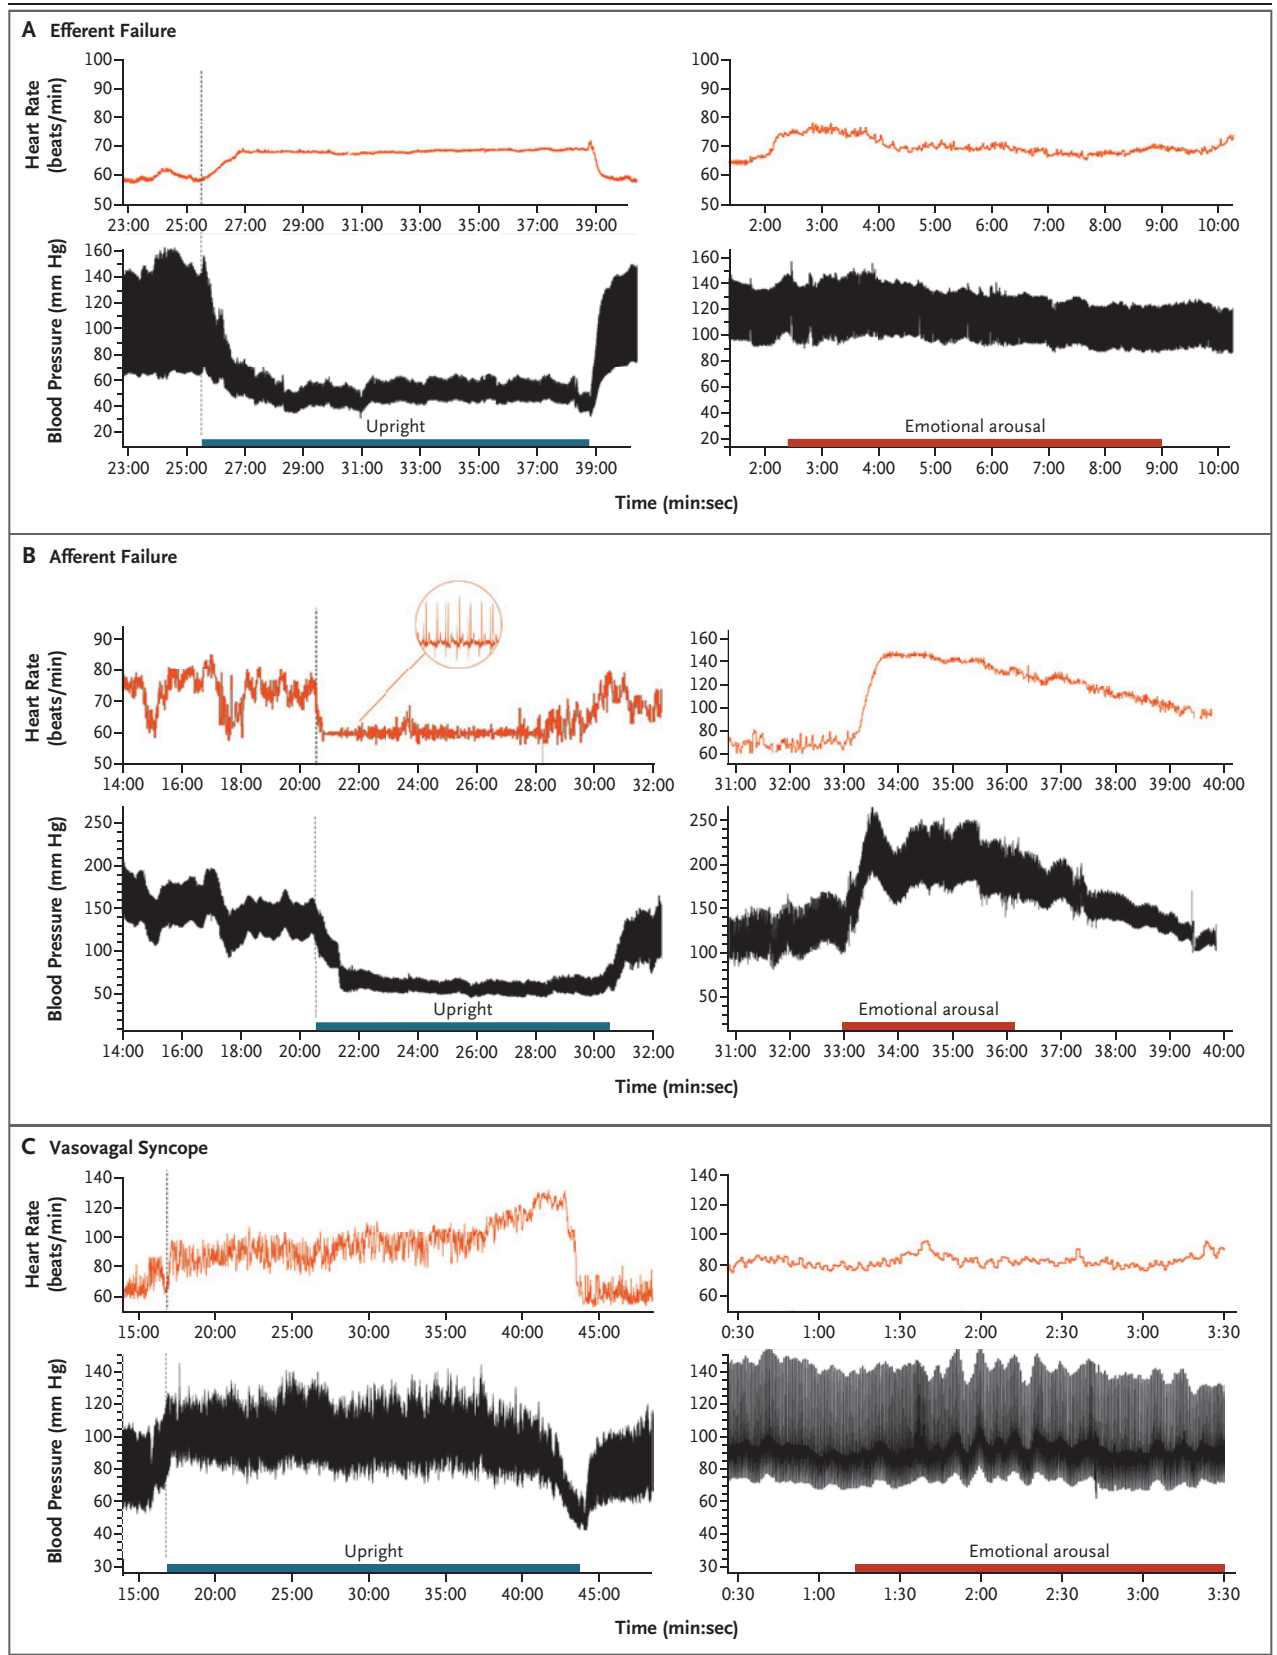 A Efferent Failure
Heart Rate
(beats/min)
100
90
80
70
60
50
23:00 25:00 27:00 29:00 31:00 33:00 35:00 37:00 39:00
100
90
80
70
60
50
2:00 3:00 4:00 5:00 6:00 7:00 8:00 9:00 10:00
Blood Pressure (mm Hg)
160
140
120
100
80
60
40
20
Upright
23:00 25:00 27:00 29:00 31:00 33:00 35:00 37:00 39:00
160
140
120
100
80
60
40
20
Emotional arousal
2:00 3:00 4:00 5:00 6:00 7:00 8:00 9:00 10:00
Time (min:sec)
B Afferent Failure
Heart Rate
(beats/min)
90
80
70
60
50
14:00 16:00 18:00 20:00 22:00 24:00 26:00 28:00 30:00 32:00
160
140
120
100
80
60
31:00 32:00 33:00 34:00 35:00 36:00 37:00 38:00 39:00 40:00
Blood Pressure (mm Hg)
250
200
150
100
50
Upright
14:00 16:00 18:00 20:00 22:00 24:00 26:00 28:00 30:00 32:00
250
200
150
100
50
Emotional arousal
31:00 32:00 33:00 34:00 35:00 36:00 37:00 38:00 39:00 40:00
Time (min:sec)
C Vasovagal Syncope
Heart Rate
(beats/min)
140
120
100
80
60
15:00 20:00 25:00 30:00 35:00 40:00 45:00
140
120
100
80
60
0:30 1:00 1:30 2:00 2:30 3:00 3:30
Blood Pressure (mm Hg)
140
120
100
80
60
40
30
Upright
15:00 20:00 25:00 30:00 35:00 40:00 45:00
140
120
100
80
60
40
30
Emotional arousal
0:30 1:00 1:30 2:00 2:30 3:00 3:30
Time (min:sec)